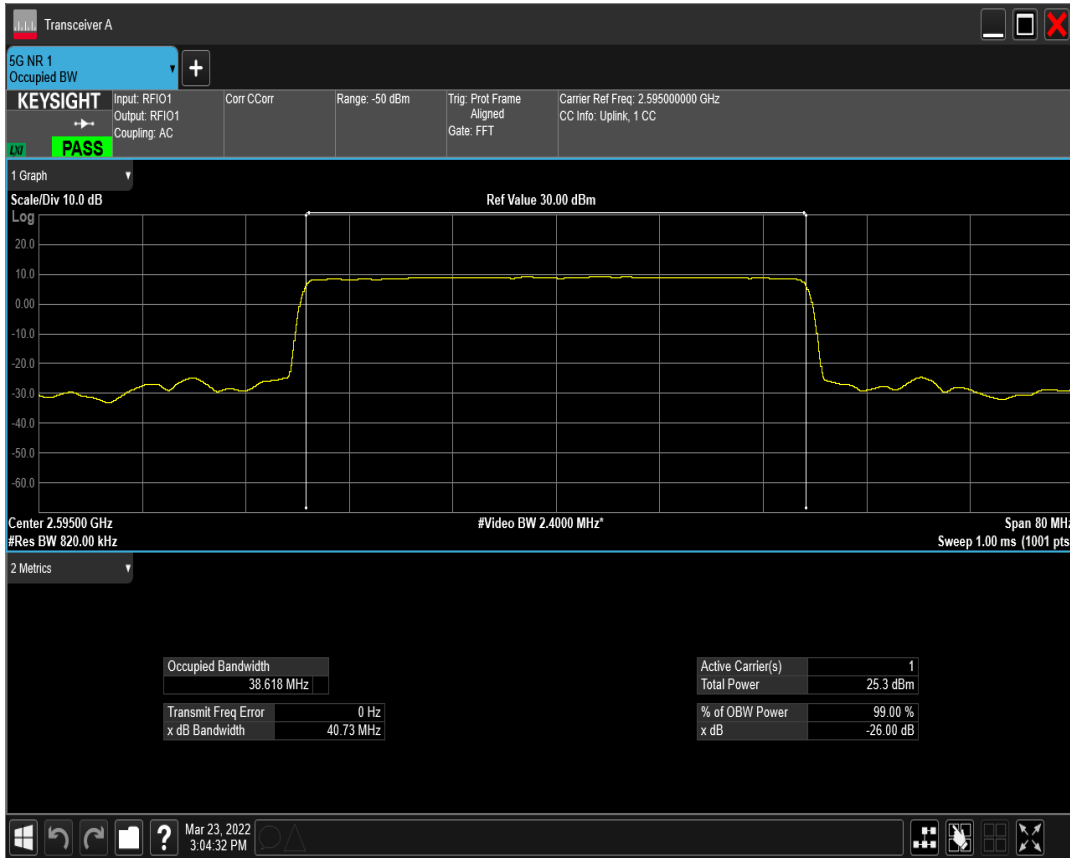 Transceiver A
5G NR 1
Occupied BW
KEYSIGHT
LXI
PASS
Input: RFIO1
Output: RFIO1
Coupling: AC
Corr CCorr
Range: -50 dBm
Trig: Prot Frame
Aligned
Gate: FFT
Carrier Ref Freq: 2.595000000 GHz
CC Info: Uplink, 1 CC
1 Graph
Scale/Div 10.0 dB
Ref Value 30.00 dBm
Log
20.0
10.0
0.00
-10.0
-20.0
-30.0
-40.0
-50.0
-60.0
Center 2.59500 GHz
#Video BW 2.4000 MHz*
Span 80 MHz
#Res BW 820.00 kHz
Sweep 1.00 ms (1001 pts
2 Metrics
Occupied Bandwidth
38.618 MHz
Transmit Freq Error 0 Hz
x dB Bandwidth 40.73 MHz
Active Carrier(s) 1
Total Power 25.3 dBm
% of OBW Power 99.00 %
x dB -26.00 dB
?
Mar 23, 2022
3:04:32 PM